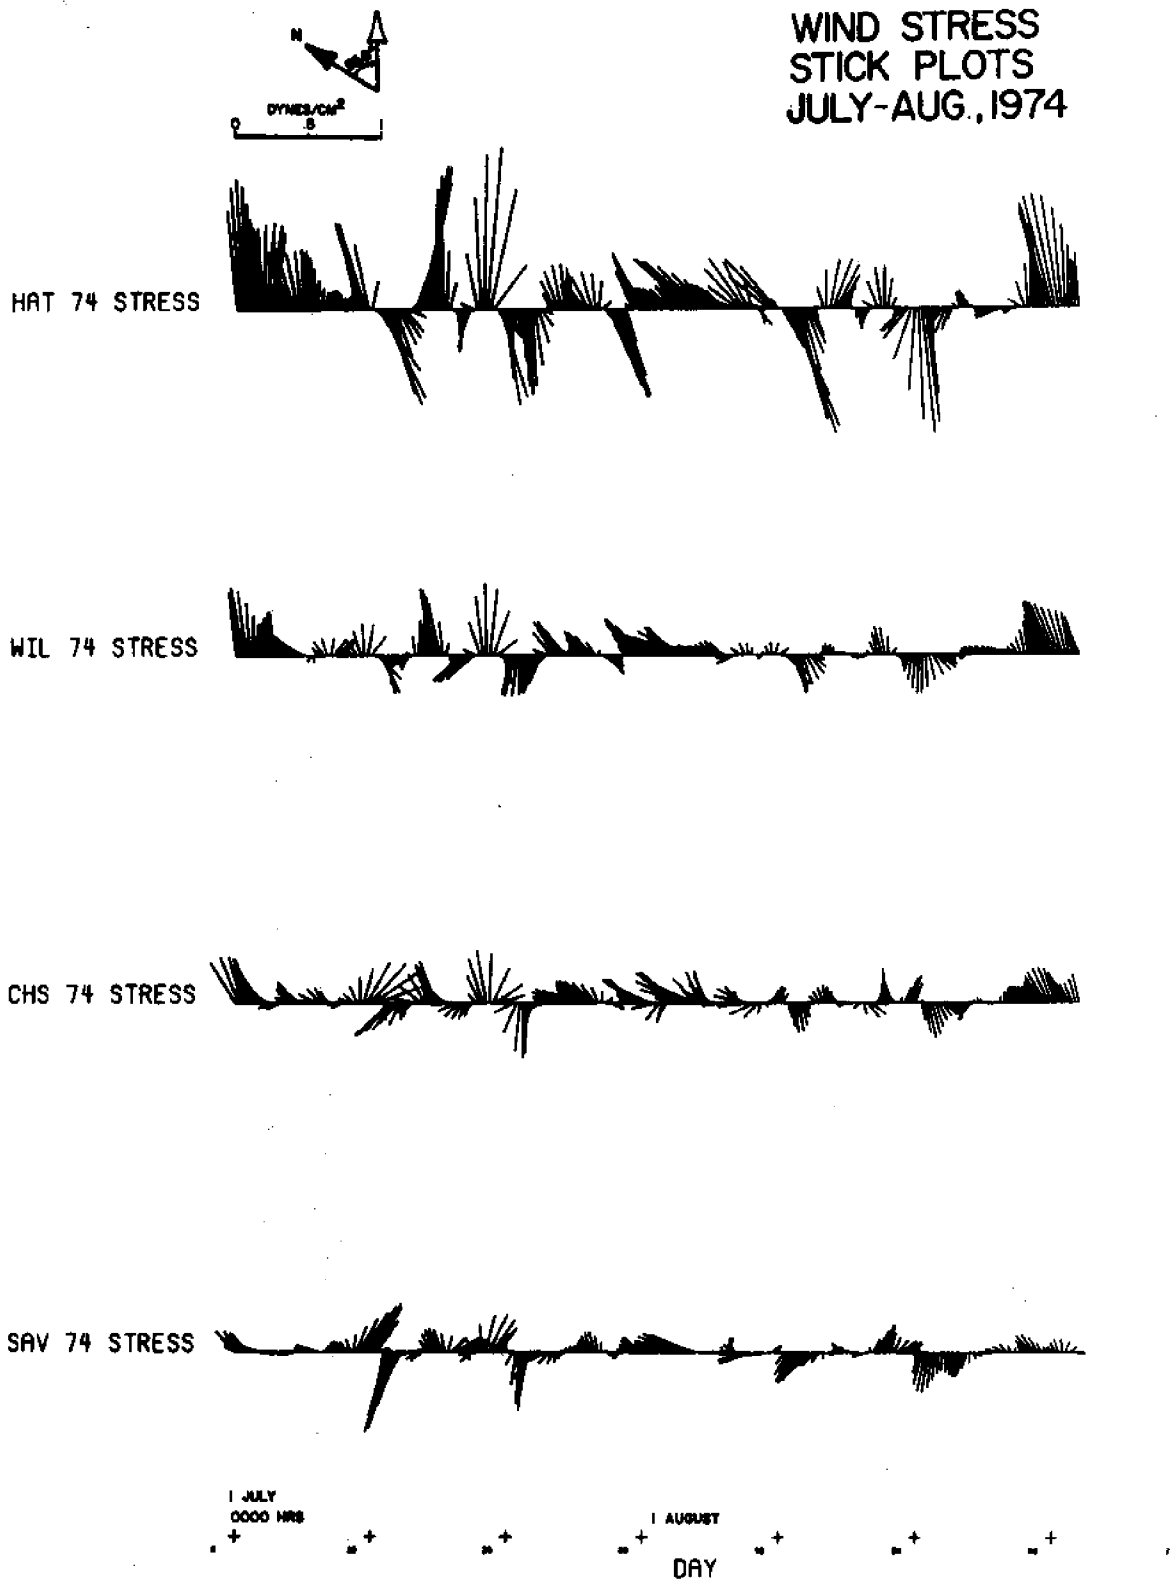 WIND STRESS
STICK PLOTS
JULY-AUG., 1974
N
DYNES/CM²
0 .5 1
HAT 74 STRESS
WIL 74 STRESS
CHS 74 STRESS
SAV 74 STRESS
1 JULY
0000 HRS
1 AUGUST
DAY